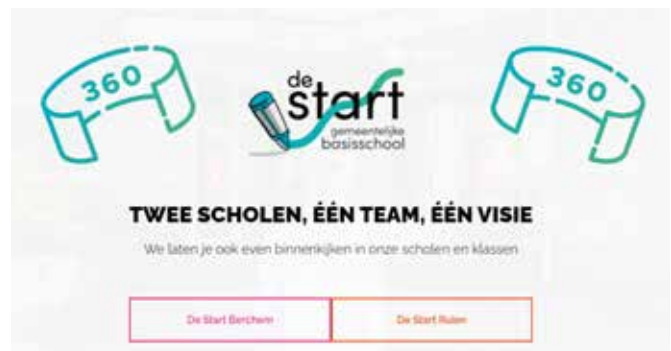 360
360
de
start
gemeentelijke
basisschool
TWEE SCHOLEN, ÉÉN TEAM, ÉÉN VISIE
We laten je ook even binnenkijken in onze scholen en klassen
De Start Berchem
De Start Ruien